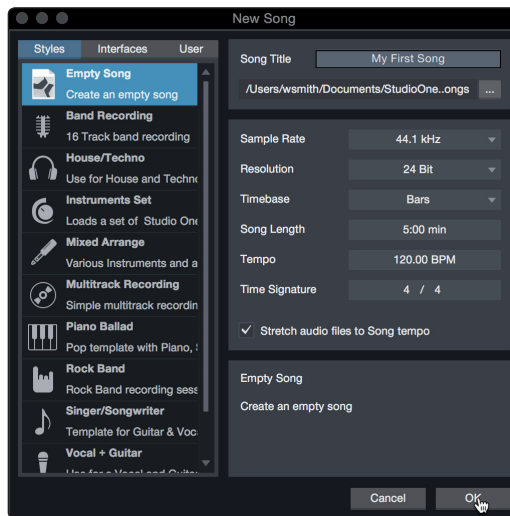 New Song
Styles Interfaces User
Empty Song
Create an empty song
Band Recording
16 Track band recording
House/Techno
Use for House and Techno
Instruments Set
Loads a set of Studio One
Mixed Arrange
Various Instruments and a
Multitrack Recording
Simple multitrack recordin
Piano Ballad
Pop template with Piano,
Rock Band
Rock Band recording sess
Singer/Songwriter
Template for Guitar & Voc
Vocal + Guitar
Song Title My First Song
/Users/wsmith/Documents/StudioOne..ongs ...
Sample Rate 44.1 kHz
Resolution 24 Bit
Timebase Bars
Song Length 5:00 min
Tempo 120.00 BPM
Time Signature 4 / 4
Stretch audio files to Song tempo
Empty Song
Create an empty song
Cancel OK